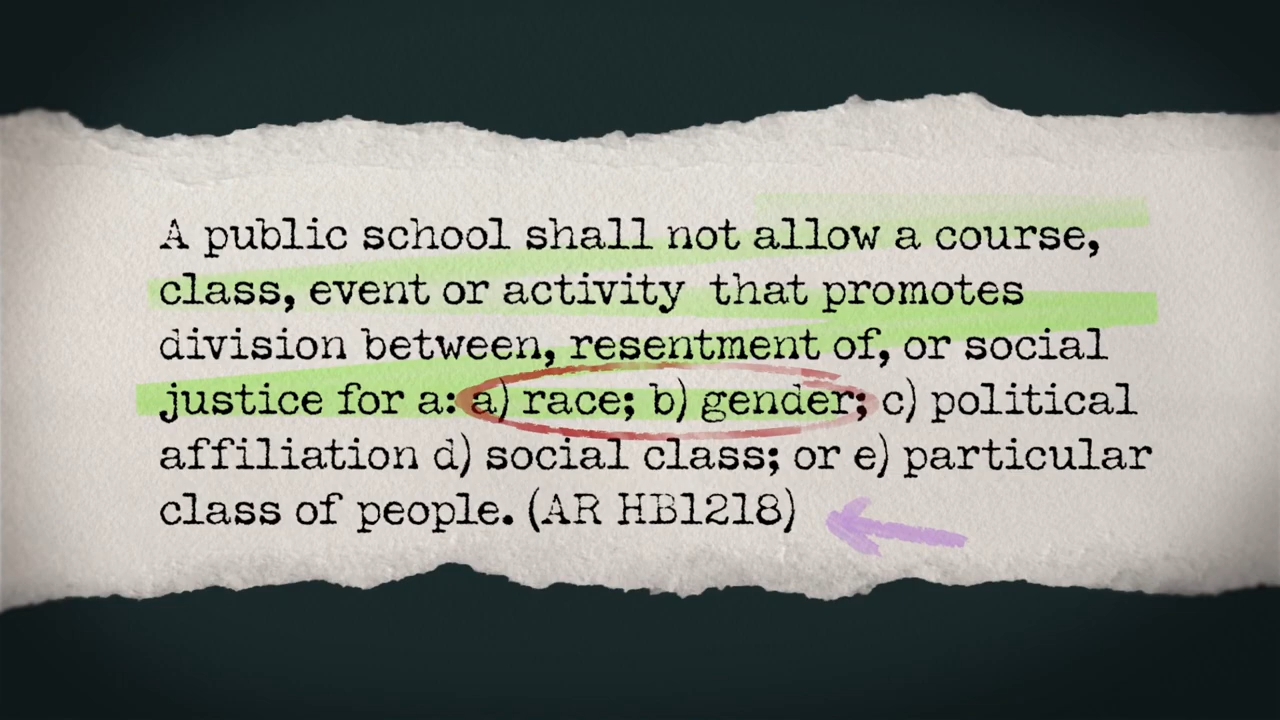 A public school shall not allow a course,
class, event or activity  that promotes
division between, resentment of, or social
justice for a: a) race; b) gender; c) political
affiliation d) social class; or e) particular
class of people. (AR HB1218)